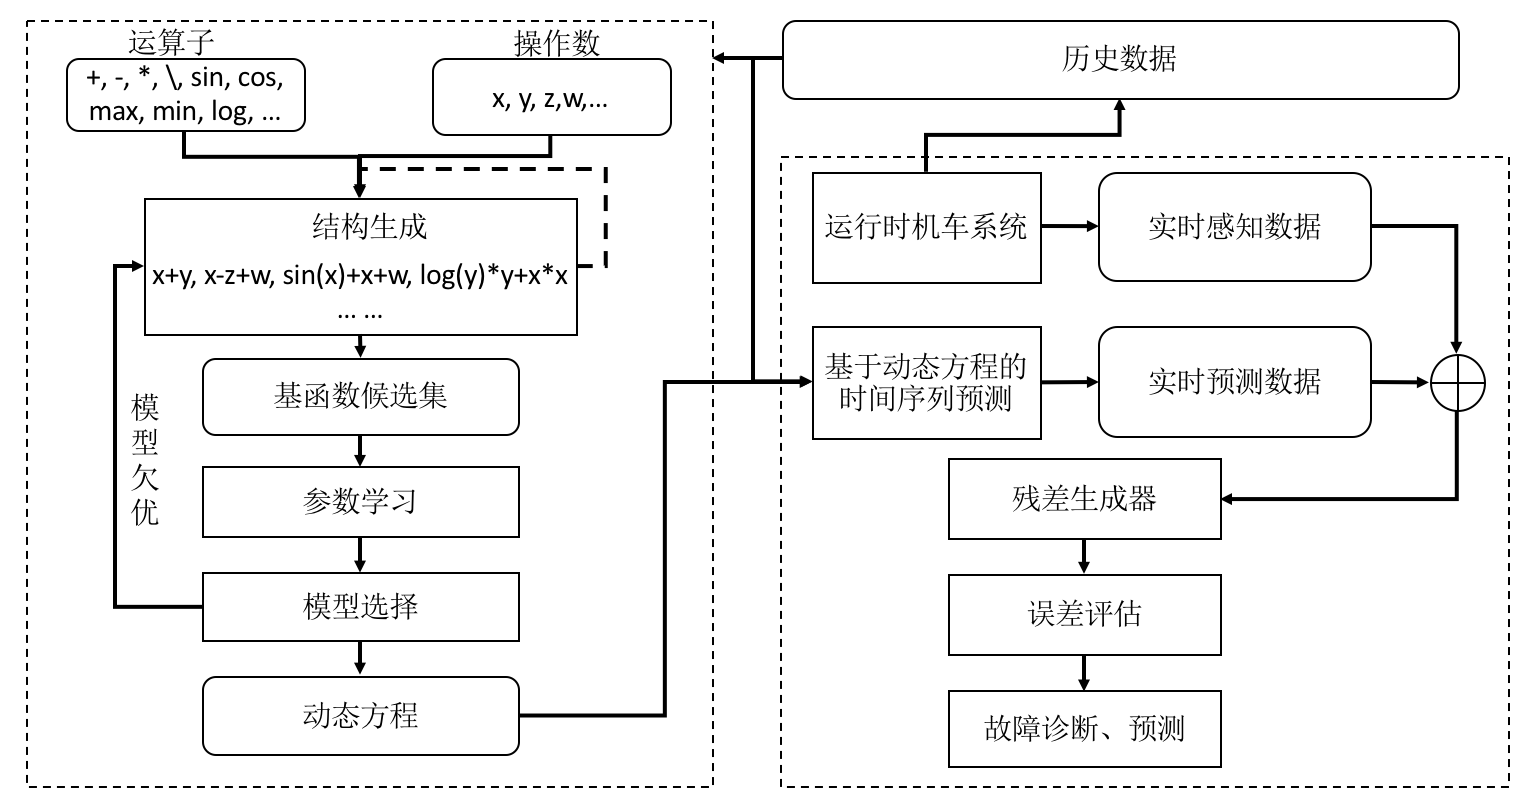 运算子
+, -, *, \, sin, cos,
max, min, log, ...
操作数
x, y, z,w,...
结构生成
x+y, x-z+w, sin(x)+x+w, log(y)*y+x*x
... ...
基函数候选集
参数学习
模型选择
动态方程
模
型
欠
优
历史数据
运行时机车系统
实时感知数据
基于动态方程的
时间序列预测
实时预测数据
残差生成器
误差评估
故障诊断、预测